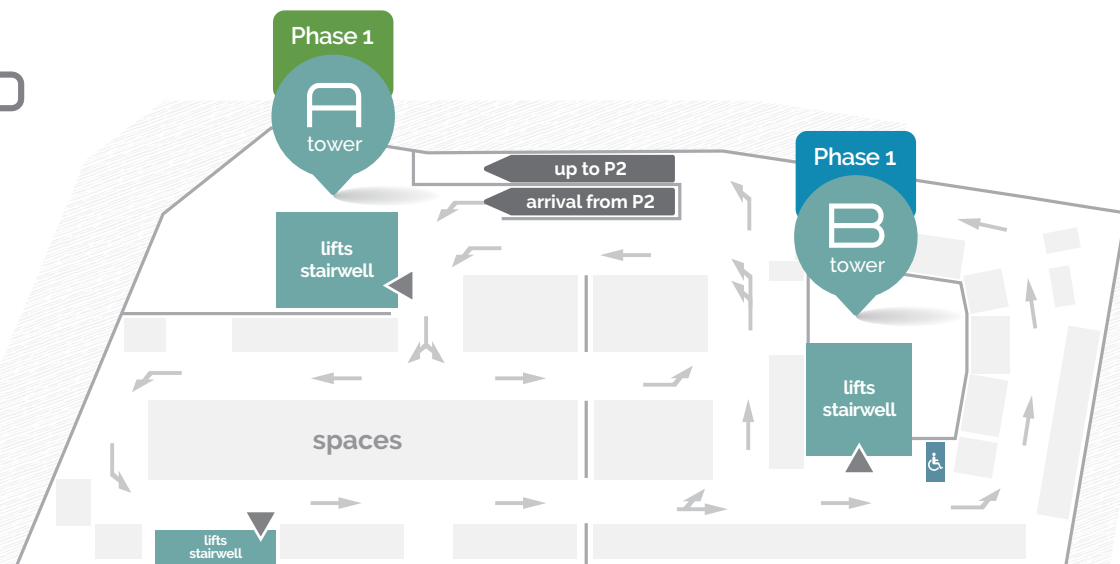 Phase 1
A
tower
up to P2
arrival from P2
Phase 1
B
tower
lifts
stairwell
lifts
stairwell
spaces
lifts
stairwell